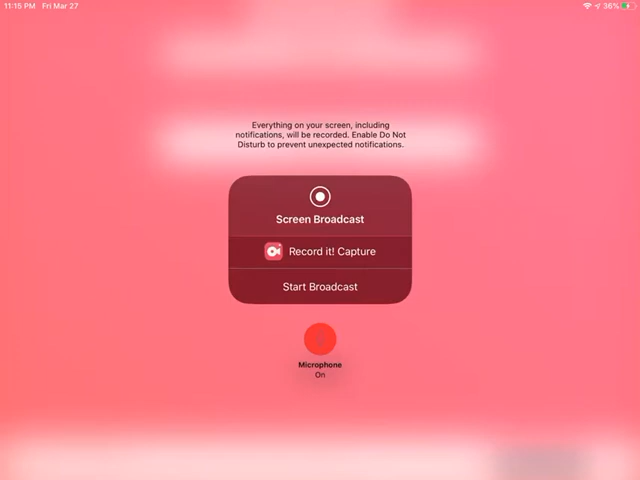 11:15 PM Fri Mar 27
36%
Everything on your screen, including
notifications, will be recorded. Enable Do Not
Disturb to prevent unexpected notifications.
Screen Broadcast
Record it! Capture
Start Broadcast
Microphone
On